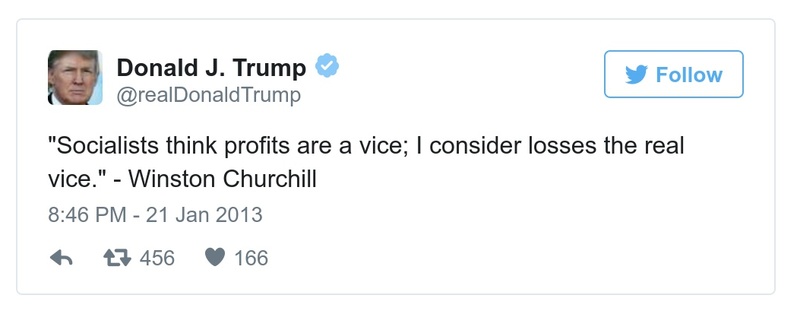 Donald J. Trump
@realDonaldTrump
Follow
"Socialists think profits are a vice; I consider losses the real
vice." - Winston Churchill
8:46 PM - 21 Jan 2013
456 166